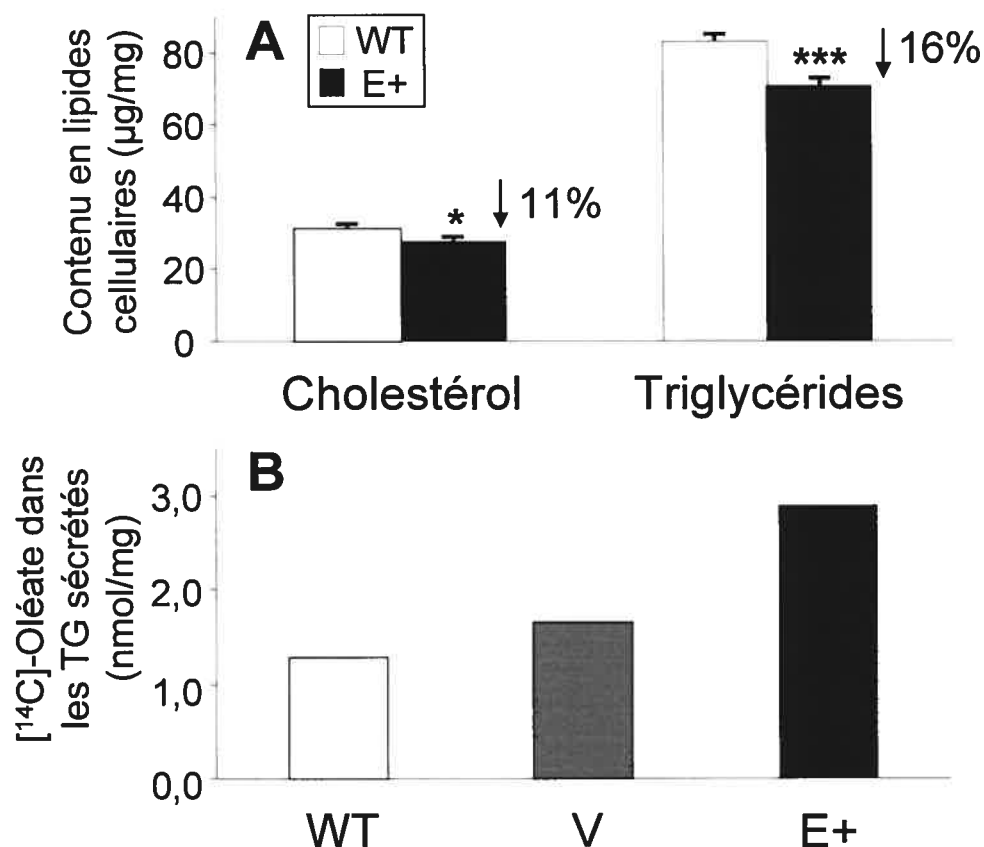 A
WT
E+
Contenu en lipides
cellulaires (µg/mg)
80
60
40
20
0
*
11%
***
16%
Cholestérol
Triglycérides
B
[¹⁴C]-Oléate dans
les TG sécrétés
(nmol/mg)
3,0
2,0
1,0
0,0
WT
V
E+